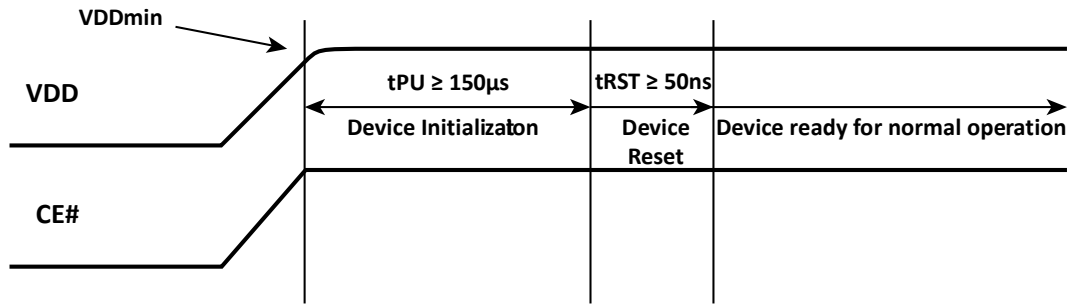 VDDmin
VDD
tPU ≥ 150μs
tRST ≥ 50ns
Device Initializaton
Device
Reset
Device ready for normal operation
CE#